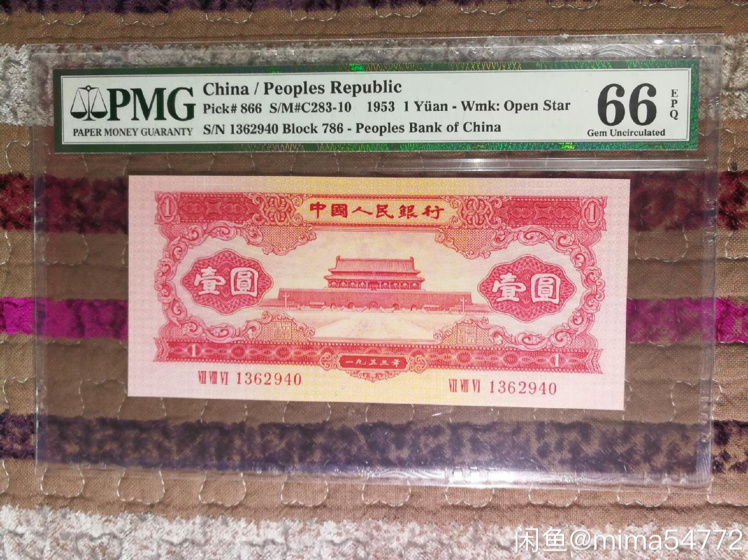 PMG
PAPER MONEY GUARANTY
China / Peoples Republic
Pick# 866 S/M#C283-10 1953 1 Yüan - Wmk: Open Star
S/N 1362940 Block 786 - Peoples Bank of China
66 EPQ
Gem Uncirculated
1 中國人民銀行 1
壹圓 壹圓
1 一九五三年 1
VII VIII VI 1362940 VII VIII VI 1362940
闲鱼@mima54772